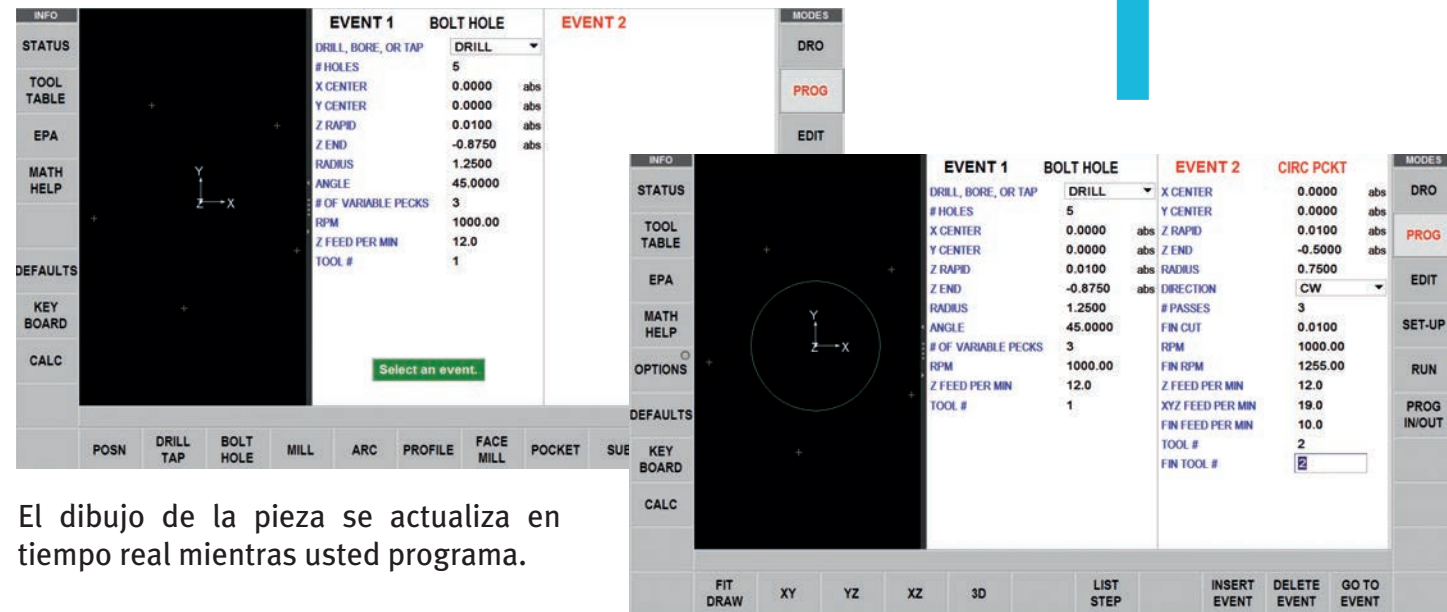 INFO
STATUS
TOOL
TABLE
EPA
MATH
HELP
DEFAULTS
KEY
BOARD
CALC
Y
Z X
EVENT 1 BOLT HOLE
DRILL, BORE, OR TAP DRILL
# HOLES 5
X CENTER 0.0000 abs
Y CENTER 0.0000 abs
Z RAPID 0.0100 abs
Z END -0.8750 abs
RADIUS 1.2500
ANGLE 45.0000
# OF VARIABLE PECKS 3
RPM 1000.00
Z FEED PER MIN 12.0
TOOL # 1
Select an event.
EVENT 2
MODES
DRO
PROG
EDIT
POSN
DRILL
TAP
BOLT
HOLE
MILL
ARC
PROFILE
FACE
MILL
POCKET
SUB
El dibujo de la pieza se actualiza en
tiempo real mientras usted programa.
INFO
STATUS
TOOL
TABLE
EPA
MATH
HELP
OPTIONS
DEFAULTS
KEY
BOARD
CALC
Y
Z X
EVENT 1 BOLT HOLE
DRILL, BORE, OR TAP DRILL
# HOLES 5
X CENTER 0.0000 abs
Y CENTER 0.0000 abs
Z RAPID 0.0100 abs
Z END -0.8750 abs
RADIUS 1.2500
ANGLE 45.0000
# OF VARIABLE PECKS 3
RPM 1000.00
Z FEED PER MIN 12.0
TOOL # 1
EVENT 2 CIRC PCKT
X CENTER 0.0000 abs
Y CENTER 0.0000 abs
Z RAPID 0.0100 abs
Z END -0.5000 abs
RADIUS 0.7500
DIRECTION CW
# PASSES 3
FIN CUT 0.0100
RPM 1000.00
FIN RPM 1255.00
Z FEED PER MIN 12.0
XYZ FEED PER MIN 19.0
FIN FEED PER MIN 10.0
TOOL # 2
FIN TOOL # 2
MODES
DRO
PROG
EDIT
SET-UP
RUN
PROG
IN/OUT
FIT
DRAW
XY
YZ
XZ
3D
LIST
STEP
INSERT
EVENT
DELETE
EVENT
GO TO
EVENT